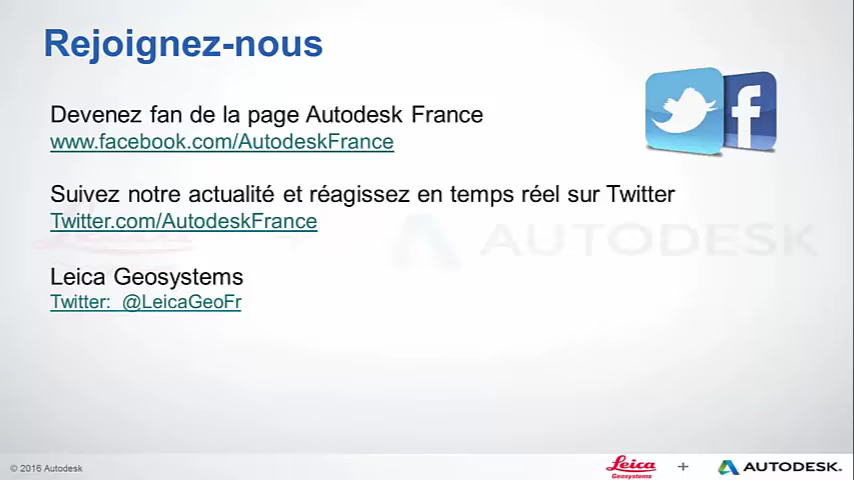 Rejoignez-nous
Devenez fan de la page Autodesk France
www.facebook.com/AutodeskFrance
Suivez notre actualité et réagissez en temps réel sur Twitter
Twitter.com/AutodeskFrance
Leica + AUTODESK
Leica Geosystems
Twitter: @LeicaGeoFr
© 2016 Autodesk
Leica Geosystems + AUTODESK.